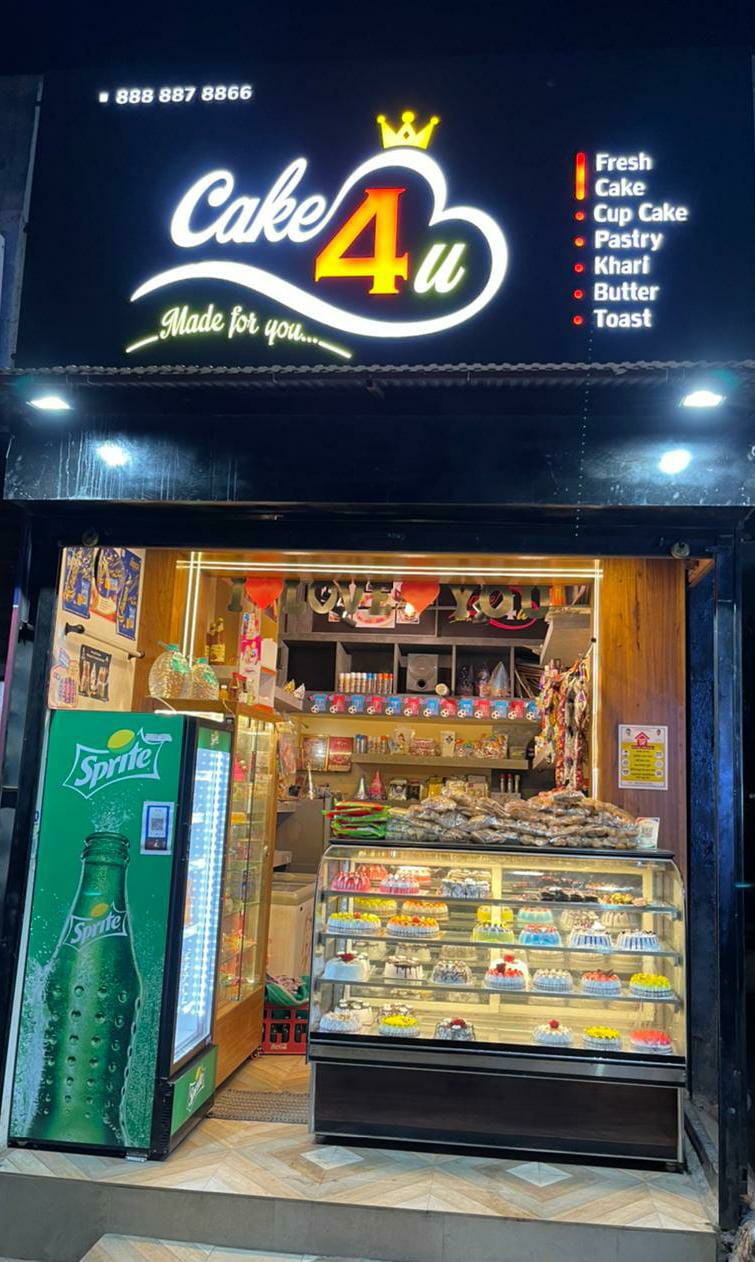 888 887 8866
Cake 4 u
Made for you...
Fresh
Cake
Cup Cake
Pastry
Khari
Butter
Toast
I LOVE YOU
Sprite
Sprite
Sprite